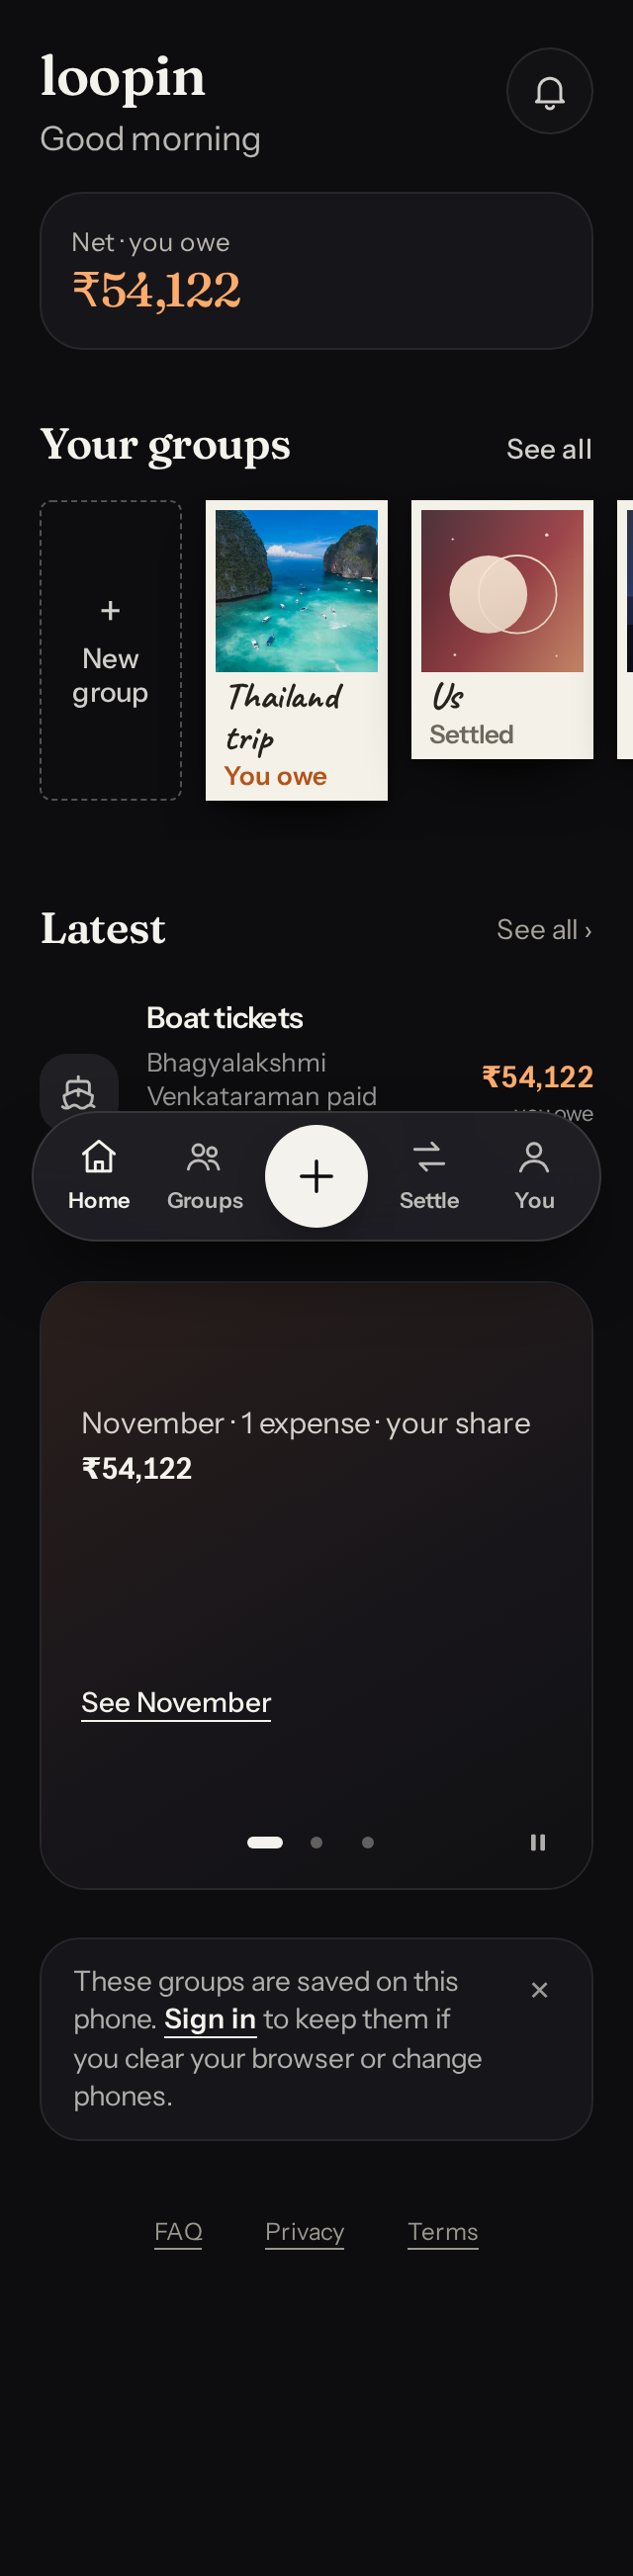 loopin
Good morning
Net · you owe
₹54,122
Your groups
See all
+
New
group
Thailand
trip
You owe
Us
Settled
Latest
See all ›
Boat tickets
Bhagyalakshmi
Venkataraman paid
₹54,122
you owe
Home
Groups
Settle
You
November · 1 expense · your share
₹54,122
See November
These groups are saved on this
phone. Sign in to keep them if
you clear your browser or change
phones.
FAQ
Privacy
Terms